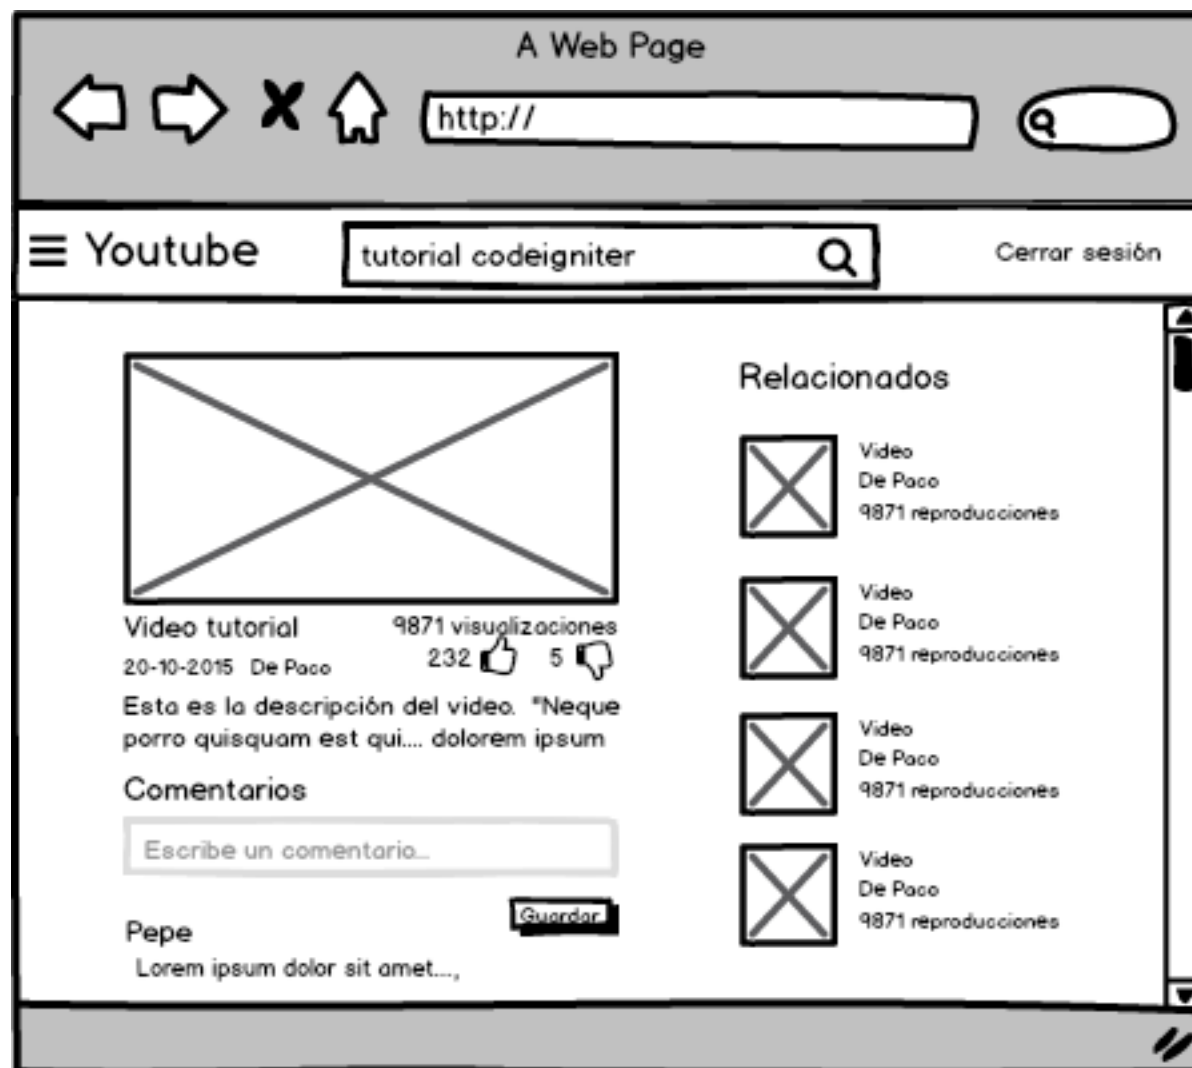 A Web Page
http://
Youtube
tutorial codeigniter
Cerrar sesión
Video tutorial
9871 visualizaciones
20-10-2015 De Paco
232
5
Esta es la descripción del video. "Neque
porro quisquam est qui.... dolorem ipsum
Comentarios
Escribe un comentario...
Guardar
Pepe
Lorem ipsum dolor sit amet...,
Relacionados
Video
De Paco
9871 reproducciones
Video
De Paco
9871 reproducciones
Video
De Paco
9871 reproducciones
Video
De Paco
9871 reproducciones